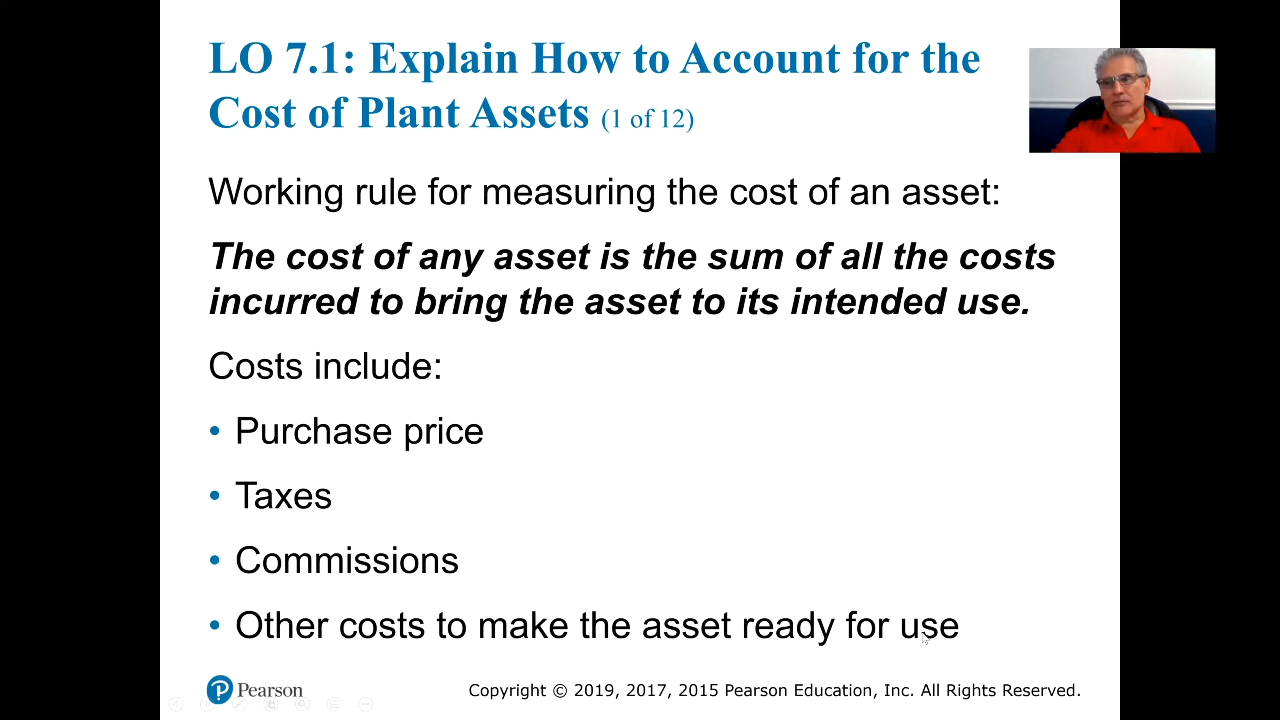 LO 7.1: Explain How to Account for the
Cost of Plant Assets (1 of 12)
Working rule for measuring the cost of an asset:
The cost of any asset is the sum of all the costs
incurred to bring the asset to its intended use.
Costs include:
• Purchase price
• Taxes
• Commissions
• Other costs to make the asset ready for use
P Pearson
Copyright © 2019, 2017, 2015 Pearson Education, Inc. All Rights Reserved.